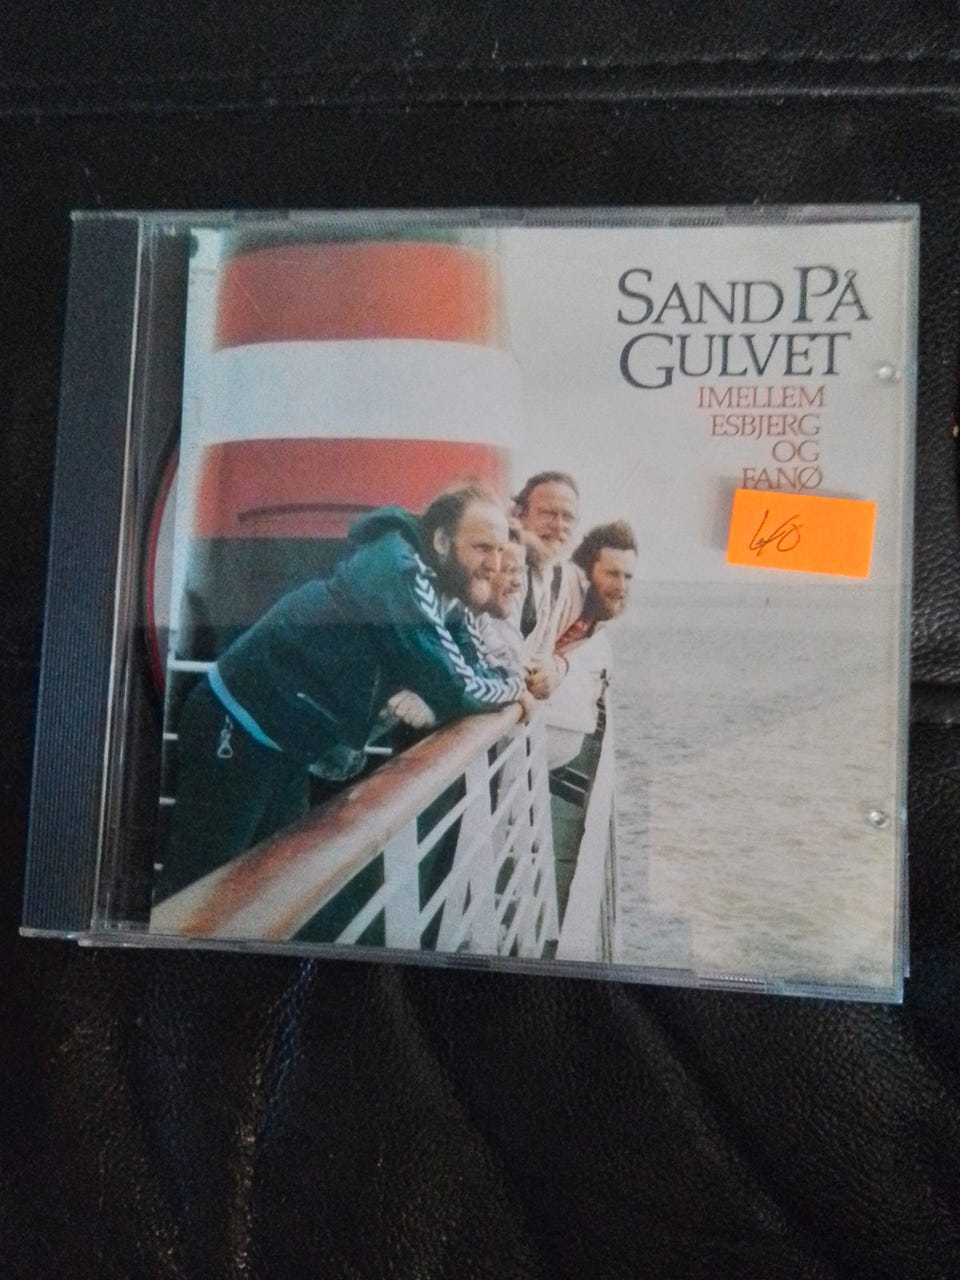 SAND PÅ
GULVET
IMELLEM
ESBJERG
OG
FANØ
40